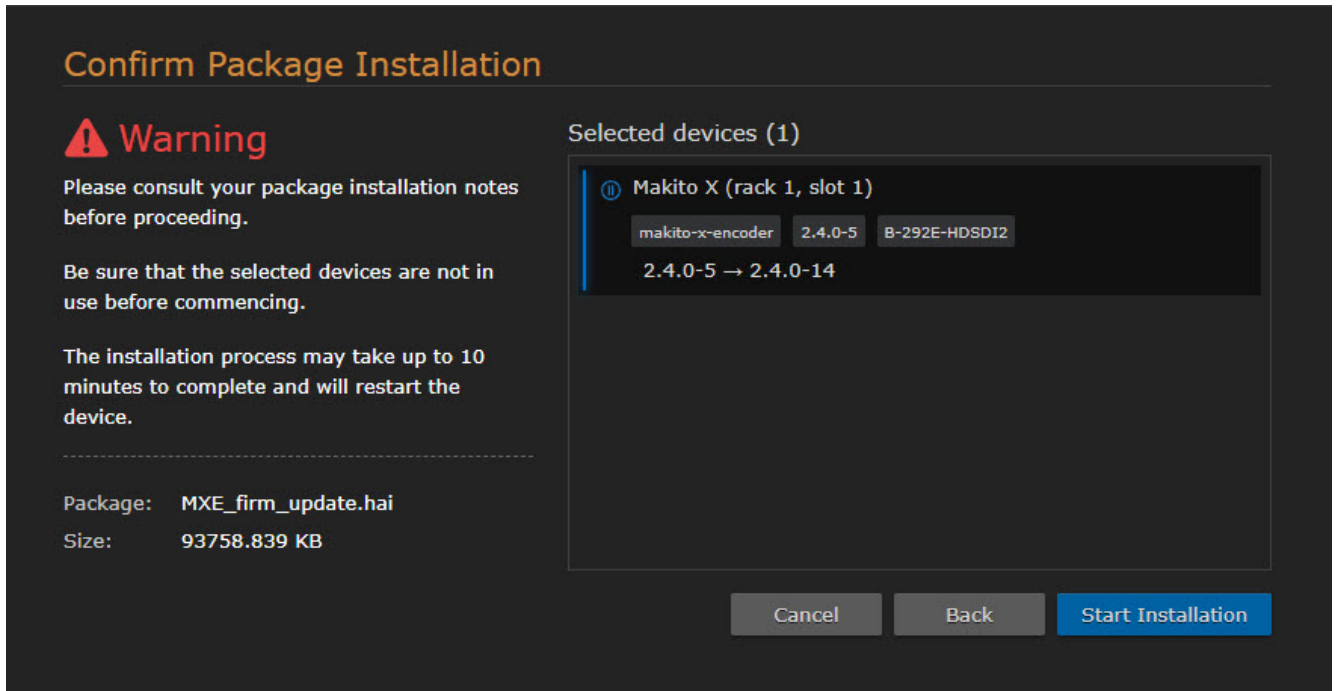 Confirm Package Installation
Warning
Please consult your package installation notes
before proceeding.
Be sure that the selected devices are not in
use before commencing.
The installation process may take up to 10
minutes to complete and will restart the
device.
Package: MXE_firm_update.hai
Size: 93758.839 KB
Selected devices (1)
Makito X (rack 1, slot 1)
makito-x-encoder 2.4.0-5 B-292E-HDSDI2
2.4.0-5 → 2.4.0-14
Cancel Back Start Installation